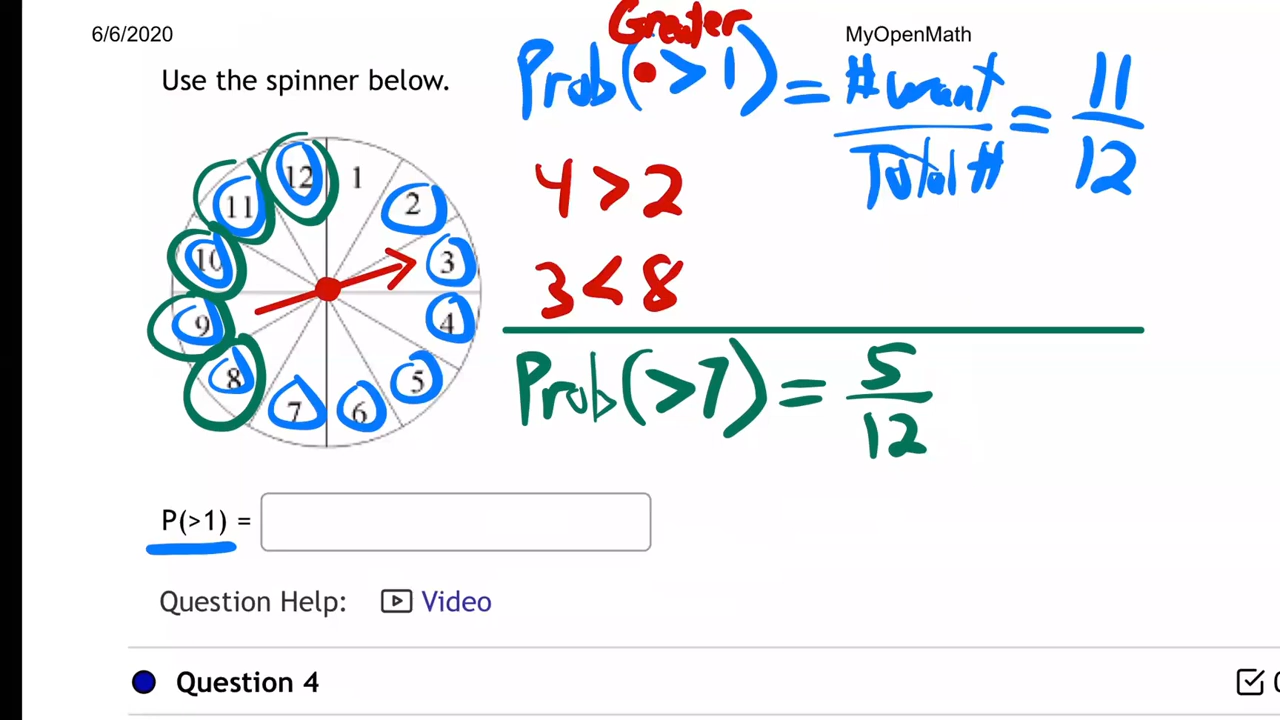 6/6/2020
MyOpenMath
Greater
Use the spinner below.
Prob(• > 1) = # want / Total # = 11/12
4 > 2
3 < 8
12 1
11 2
10 3
9 4
8 5
7 6
Prob(>7) = 5/12
P(>1) =
Question Help: Video
Question 4